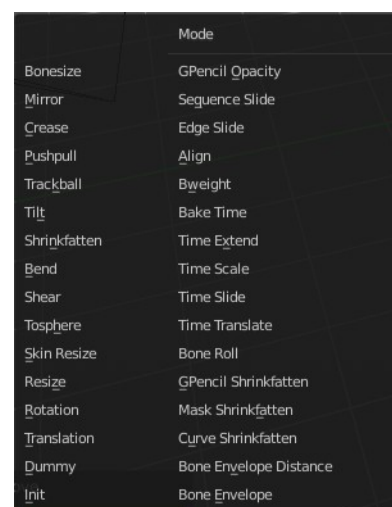 Mode
Bonesize
Mirror
Crease
Pushpull
Trackball
Tilt
Shrinkfatten
Bend
Shear
Tosphere
Skin Resize
Resize
Rotation
Translation
Dummy
Init
GPencil Opacity
Sequence Slide
Edge Slide
Align
Bweight
Bake Time
Time Extend
Time Scale
Time Slide
Time Translate
Bone Roll
GPencil Shrinkfatten
Mask Shrinkfatten
Curve Shrinkfatten
Bone Envelope Distance
Bone Envelope